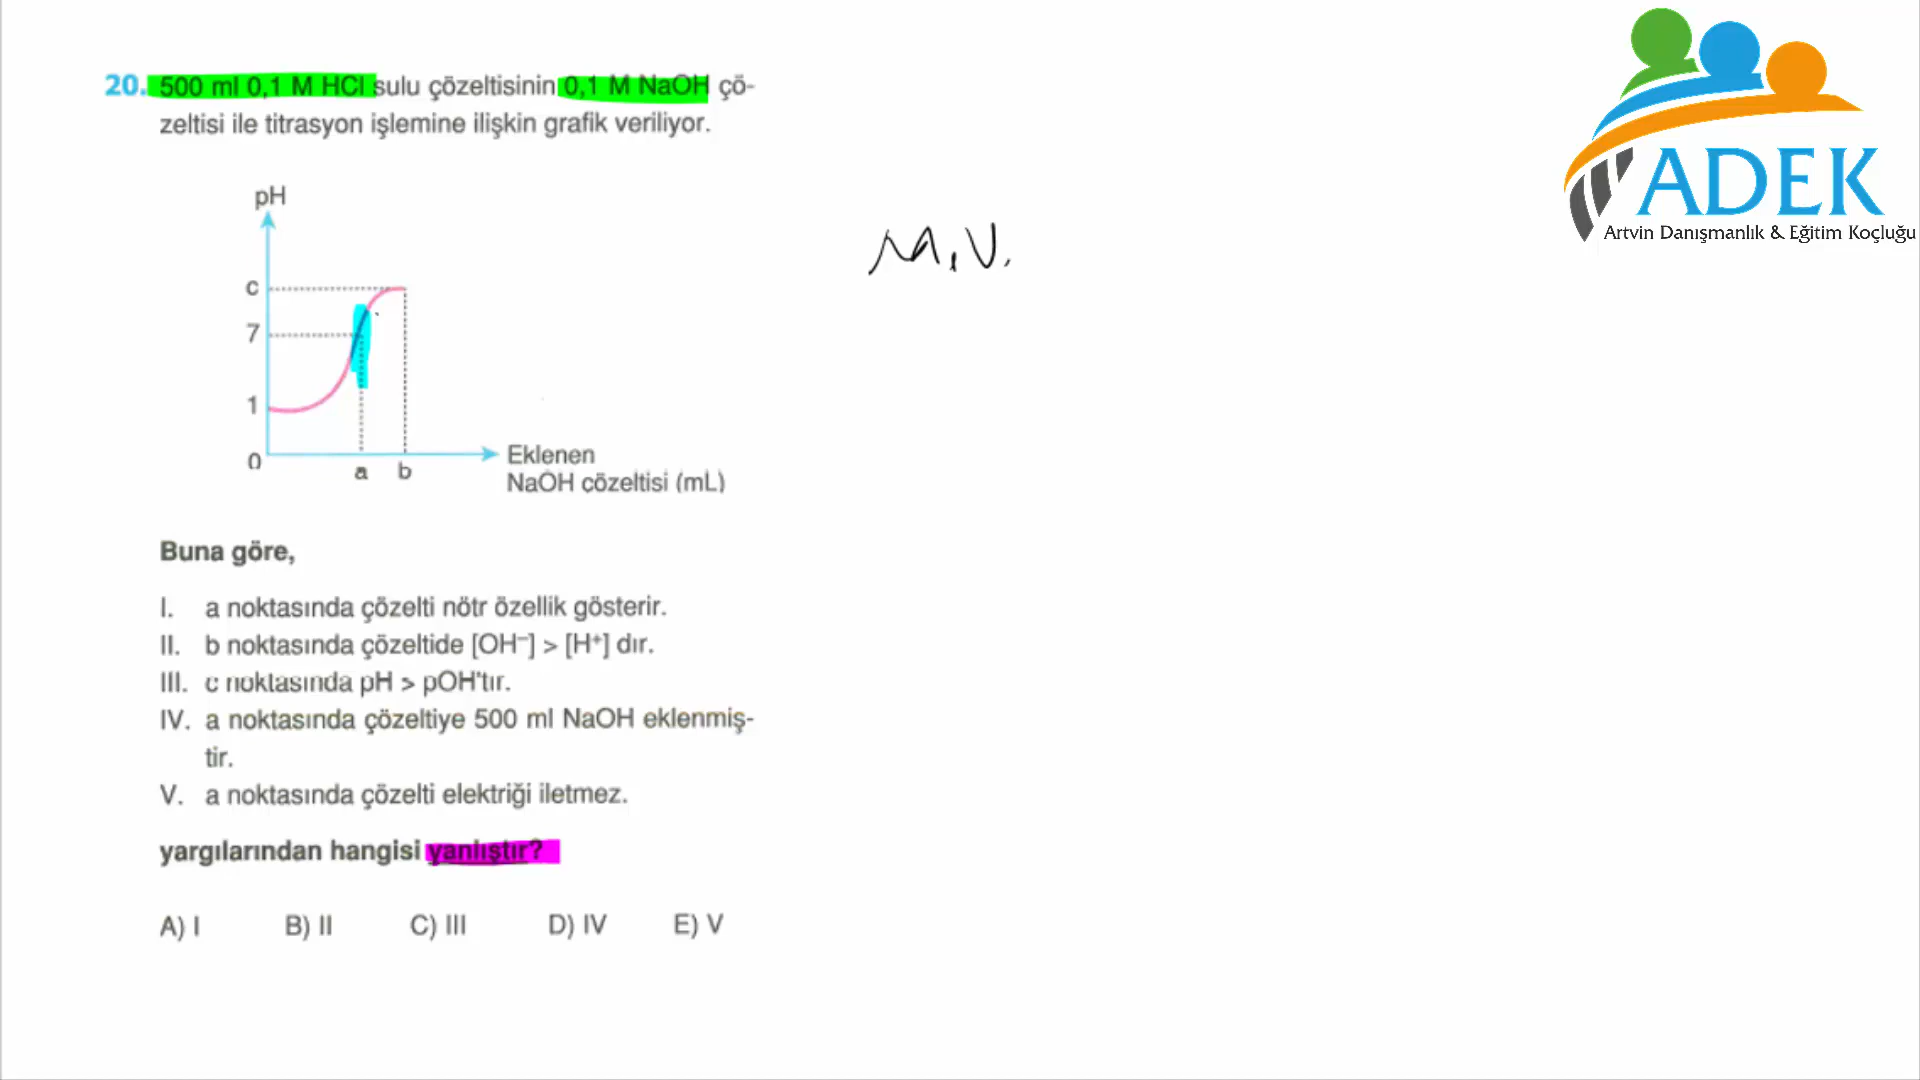 20. 500 ml 0,1 M HCl sulu çözeltisinin 0,1 M NaOH çö-
zeltisi ile titrasyon işlemine ilişkin grafik veriliyor.
pH
c
7
1
0
a b
Eklenen
NaOH çözeltisi (mL)
M₁V.
Buna göre,
I. a noktasında çözelti nötr özellik gösterir.
II. b noktasında çözeltide [OH⁻] > [H⁺] dır.
III. c noktasında pH > pOH'tır.
IV. a noktasında çözeltiye 500 ml NaOH eklenmiş-
tir.
V. a noktasında çözelti elektriği iletmez.
yargılarından hangisi yanlıştır?
A) I B) II C) III D) IV E) V
ADEK
Artvin Danışmanlık & Eğitim Koçluğu